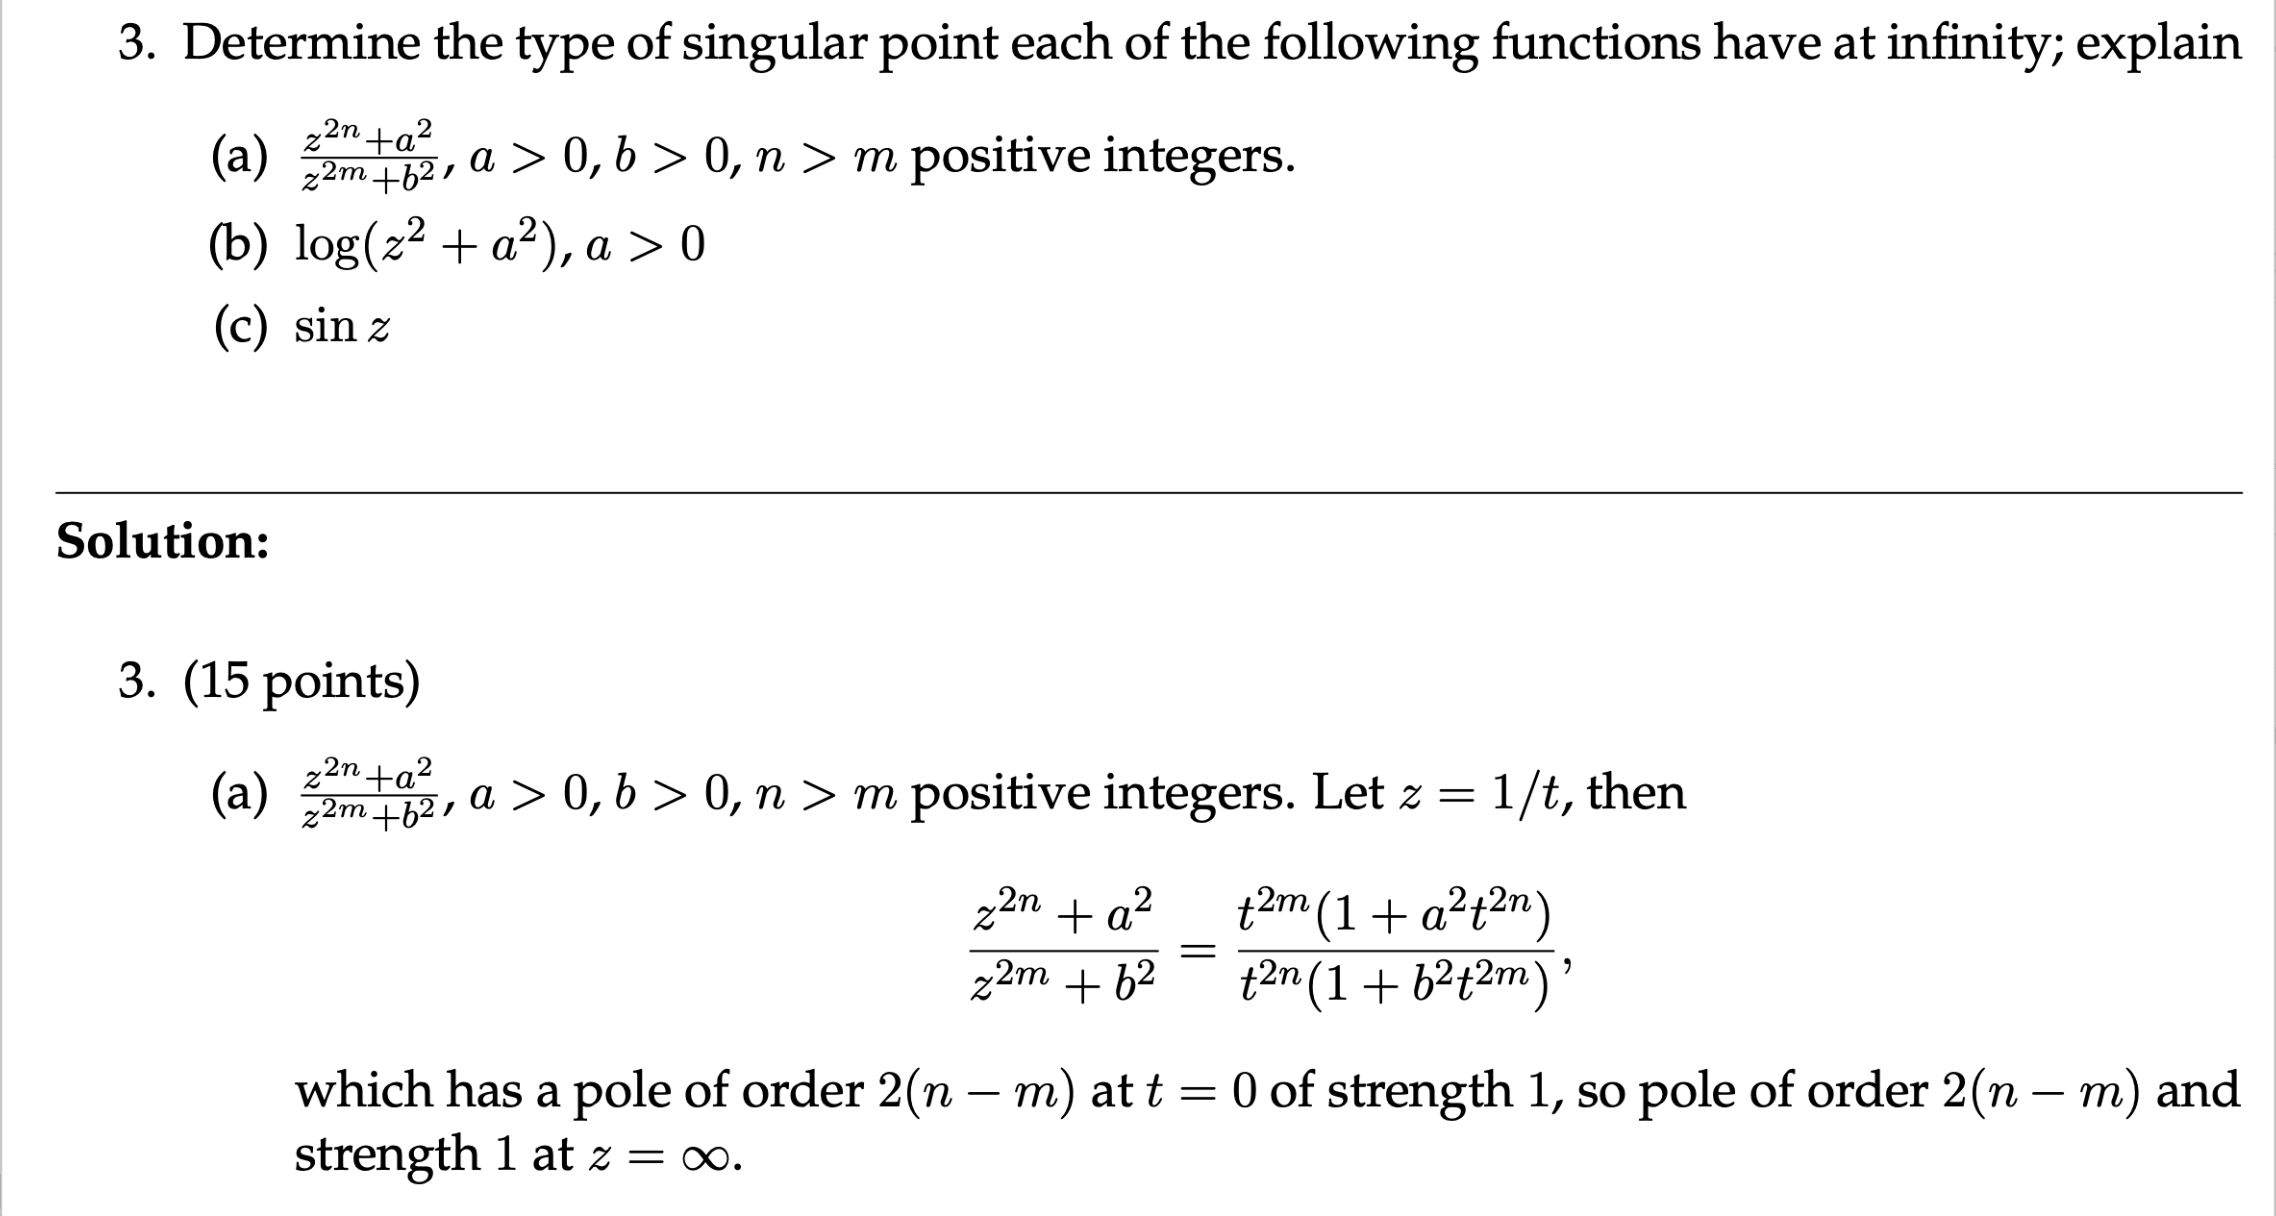 3. Determine the type of singular point each of the following functions have at infinity; explain
(a) $\frac{z^{2n}+a^2}{z^{2m}+b^2}$, $a > 0, b > 0, n > m$ positive integers.
(b) $\log(z^2 + a^2), a > 0$
(c) $\sin z$
Solution:
3. (15 points)
(a) $\frac{z^{2n}+a^2}{z^{2m}+b^2}$, $a > 0, b > 0, n > m$ positive integers. Let $z = 1/t$, then
$\frac{z^{2n} + a^2}{z^{2m} + b^2} = \frac{t^{2m}(1 + a^2t^{2n})}{t^{2n}(1 + b^2t^{2m})},$
which has a pole of order $2(n - m)$ at $t = 0$ of strength 1, so pole of order $2(n - m)$ and
strength 1 at $z = \infty$.